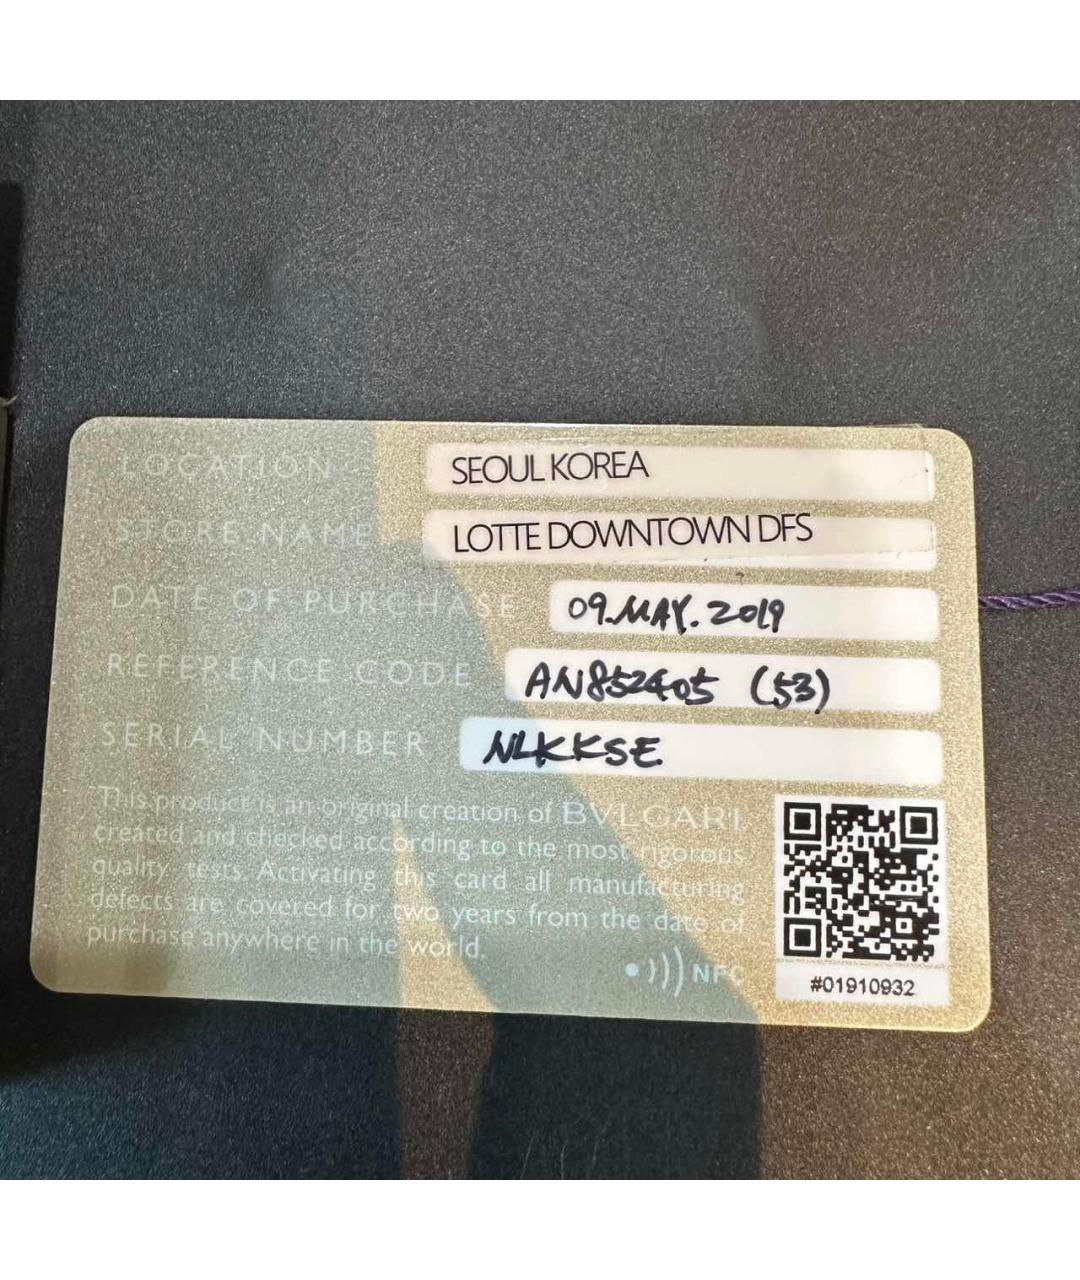 LOCATION SEOUL KOREA
STORE NAME LOTTE DOWNTOWN DFS
DATE OF PURCHASE 09.MAY.2019
REFERENCE CODE AN852405 (53)
SERIAL NUMBER NLKKSE
This product is an original creation of BVLGARI
created and checked according to the most rigorous
quality tests. Activating this card all manufacturing
defects are covered for two years from the date of
purchase anywhere in the world.
NFC
#01910932